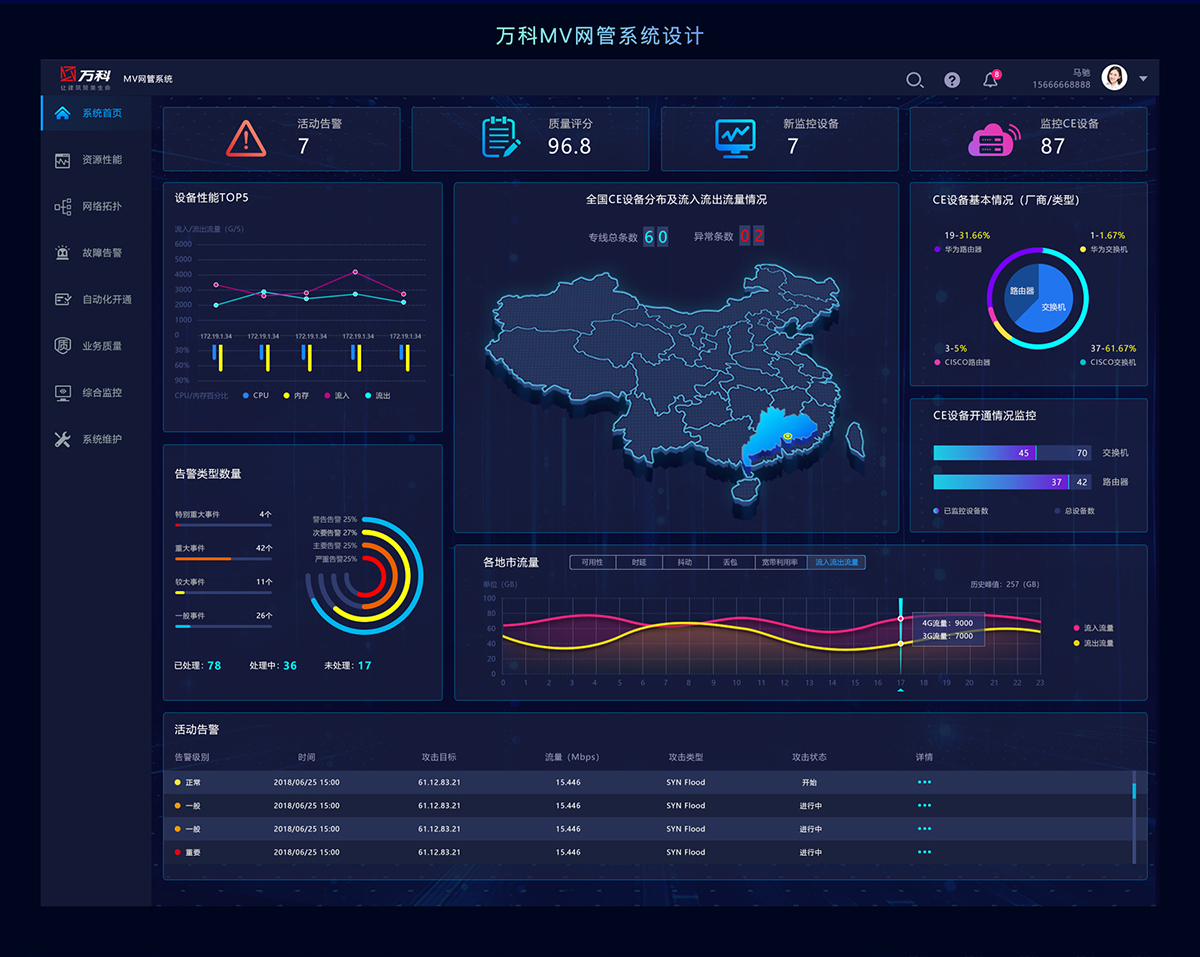 万科MV网管系统设计
万科
让建筑赞美生命
MV网管系统
8
马驰
15666668888
系统首页
资源性能
网络拓扑
故障告警
自动化开通
业务质量
综合监控
系统维护
活动告警
7
质量评分
96.8
新监控设备
7
监控CE设备
87
设备性能TOP5
流入/流出流量（G/S）
6000
5000
4000
3000
2000
1000
0
172.19.1.34 172.19.1.34 172.19.1.34 172.19.1.34 172.19.1.34
30%
60%
90%
CPU/内存百分比 CPU 内存 流入 流出
告警类型数量
特别重大事件 4个
重大事件 42个
较大事件 11个
一般事件 26个
警告告警 25%
次要告警 27%
主要告警 25%
严重告警25%
已处理：78 处理中：36 未处理：17
全国CE设备分布及流入流出流量情况
专线总条数 60 异常条数 02
CE设备基本情况（厂商/类型）
19-31.66%
华为路由器
1-1.67%
华为交换机
路由器
交换机
3-5%
CISCO路由器
37-61.67%
CISCO交换机
CE设备开通情况监控
45 70 交换机
37 42 路由器
已监控设备数 总设备数
各地市流量
可用性 时延 抖动 丢包 宽带利用率 流入流出流量
单位（GB） 历史峰值：257（GB）
100
80
60
40
20
0
4G流量：9000
3G流量：7000
流入流量
流出流量
0 1 2 3 4 5 6 7 8 9 10 11 12 13 14 15 16 17 18 19 20 21 22 23
活动告警
告警级别 时间 攻击目标 流量（Mbps） 攻击类型 攻击状态 详情
正常 2018/06/25 15:00 61.12.83.21 15.446 SYN Flood 开始
一般 2018/06/25 15:00 61.12.83.21 15.446 SYN Flood 进行中
一般 2018/06/25 15:00 61.12.83.21 15.446 SYN Flood 进行中
重要 2018/06/25 15:00 61.12.83.21 15.446 SYN Flood 进行中